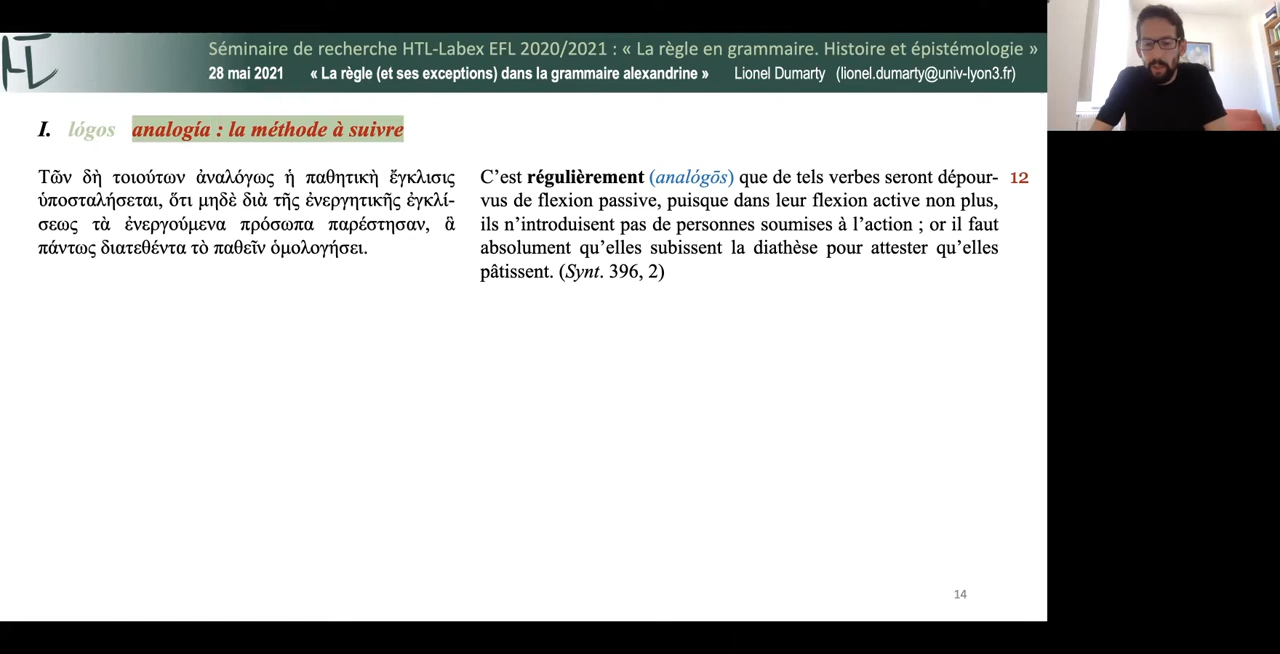 HTL
Séminaire de recherche HTL-Labex EFL 2020/2021 : « La règle en grammaire. Histoire et épistémologie »
28 mai 2021 « La règle (et ses exceptions) dans la grammaire alexandrine » Lionel Dumarty (lionel.dumarty@univ-lyon3.fr)
I. lógos analogía : la méthode à suivre
Τῶν δὴ τοιούτων ἀναλόγως ἡ παθητικὴ ἔγκλισις
ὑποσταλήσεται, ὅτι μηδὲ διὰ τῆς ἐνεργητικῆς ἐγκλί-
σεως τὰ ἐνεργούμενα πρόσωπα παρέστησαν, ἃ
πάντως διατεθέντα τὸ παθεῖν ὁμολογήσει.
C’est régulièrement (analógōs) que de tels verbes seront dépour- 12
vus de flexion passive, puisque dans leur flexion active non plus,
ils n’introduisent pas de personnes soumises à l’action ; or il faut
absolument qu’elles subissent la diathèse pour attester qu’elles
pâtissent. (Synt. 396, 2)
14